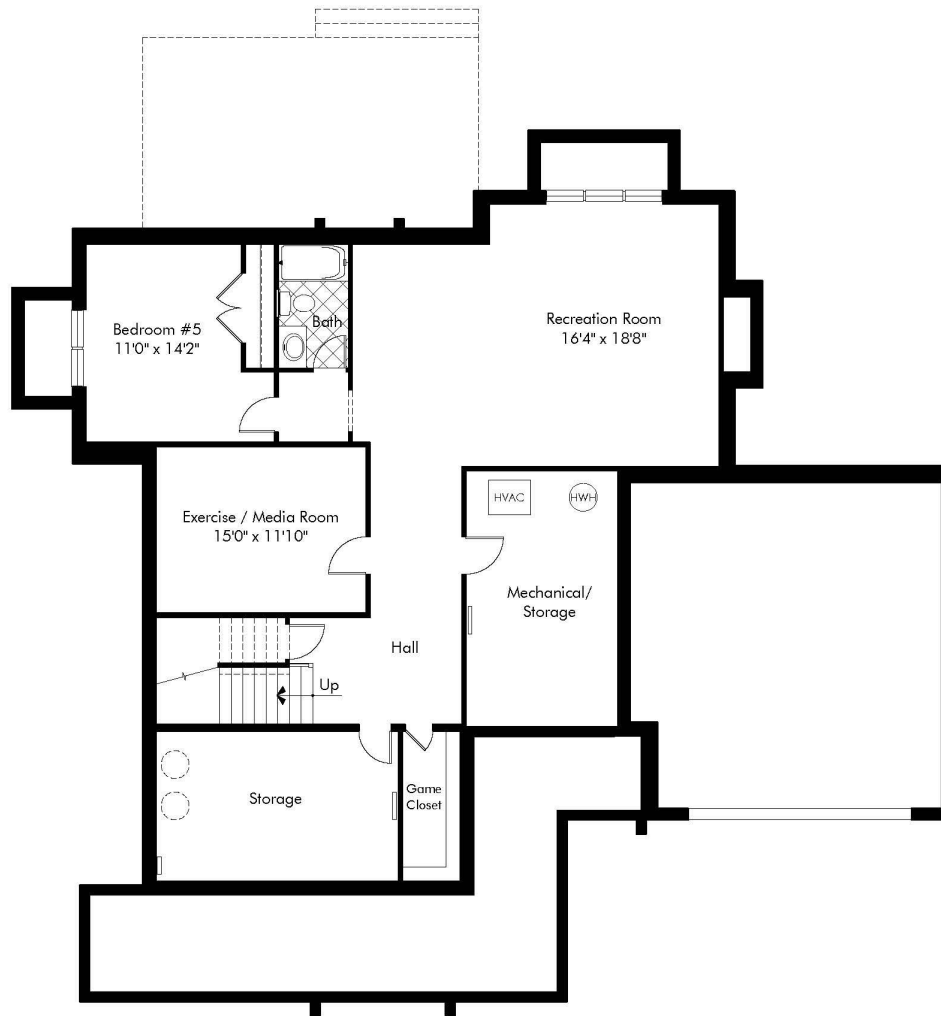 Bedroom #5
11'0" x 14'2"
Bath
Recreation Room
16'4" x 18'8"
Exercise / Media Room
15'0" x 11'10"
HVAC
HWH
Mechanical/
Storage
Hall
Up
Storage
Game
Closet